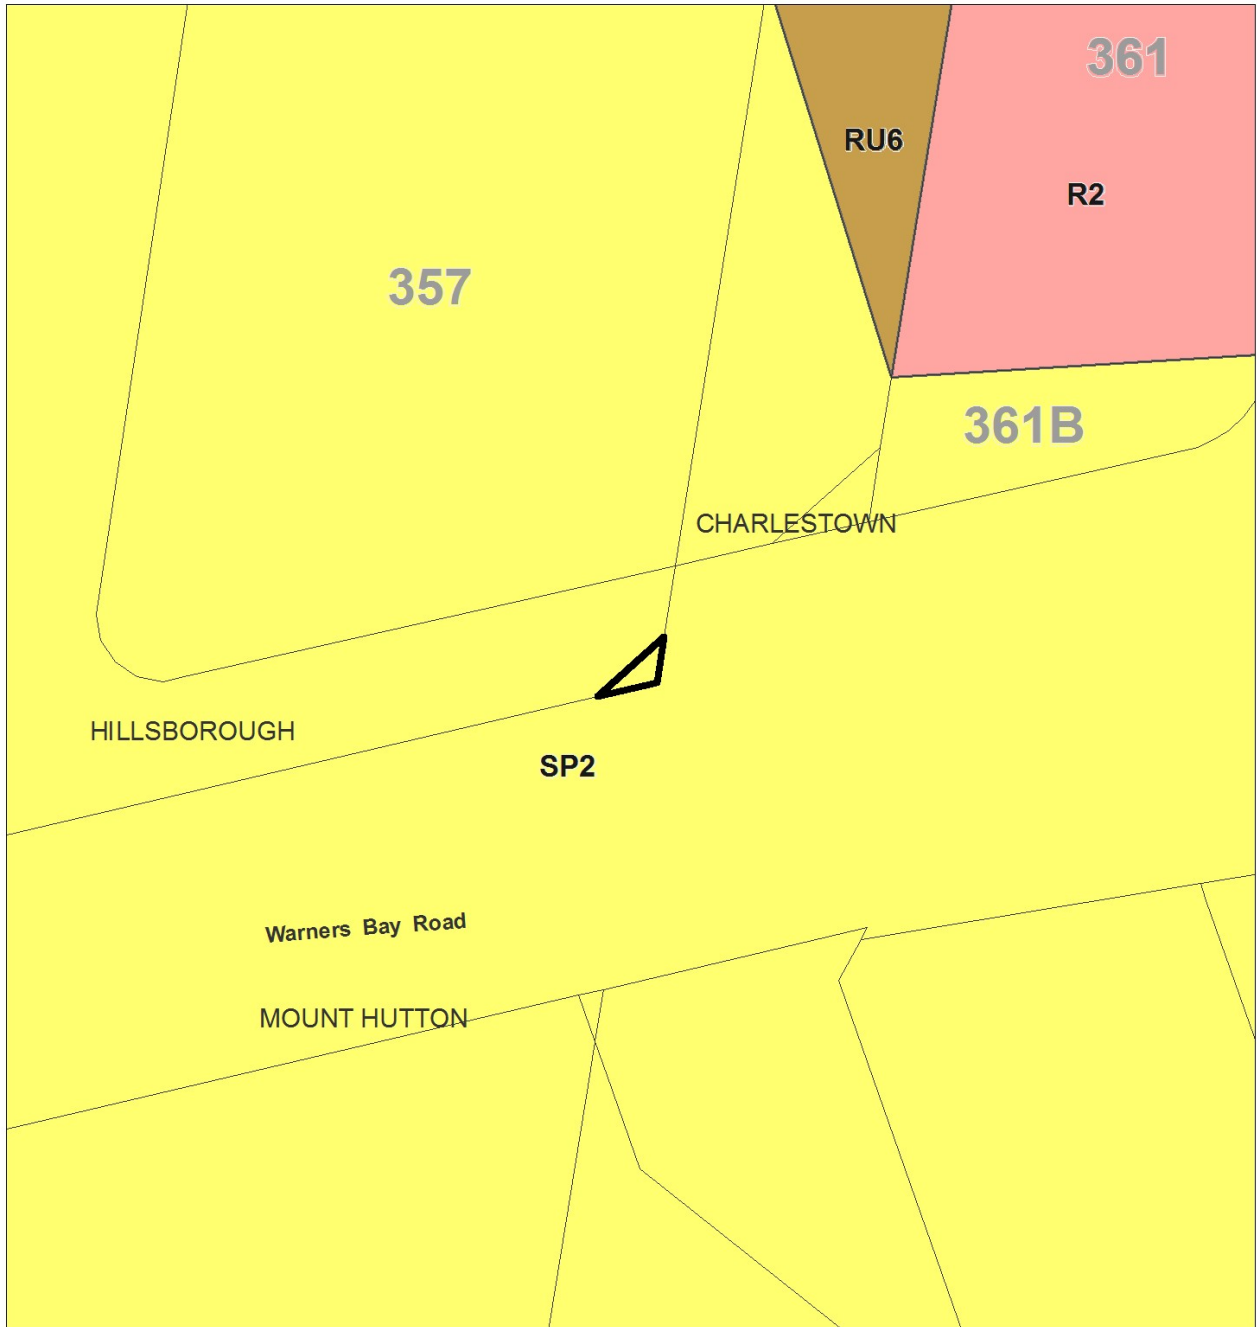 361
RU6
R2
357
361B
CHARLESTOWN
HILLSBOROUGH
SP2
Warners Bay Road
MOUNT HUTTON